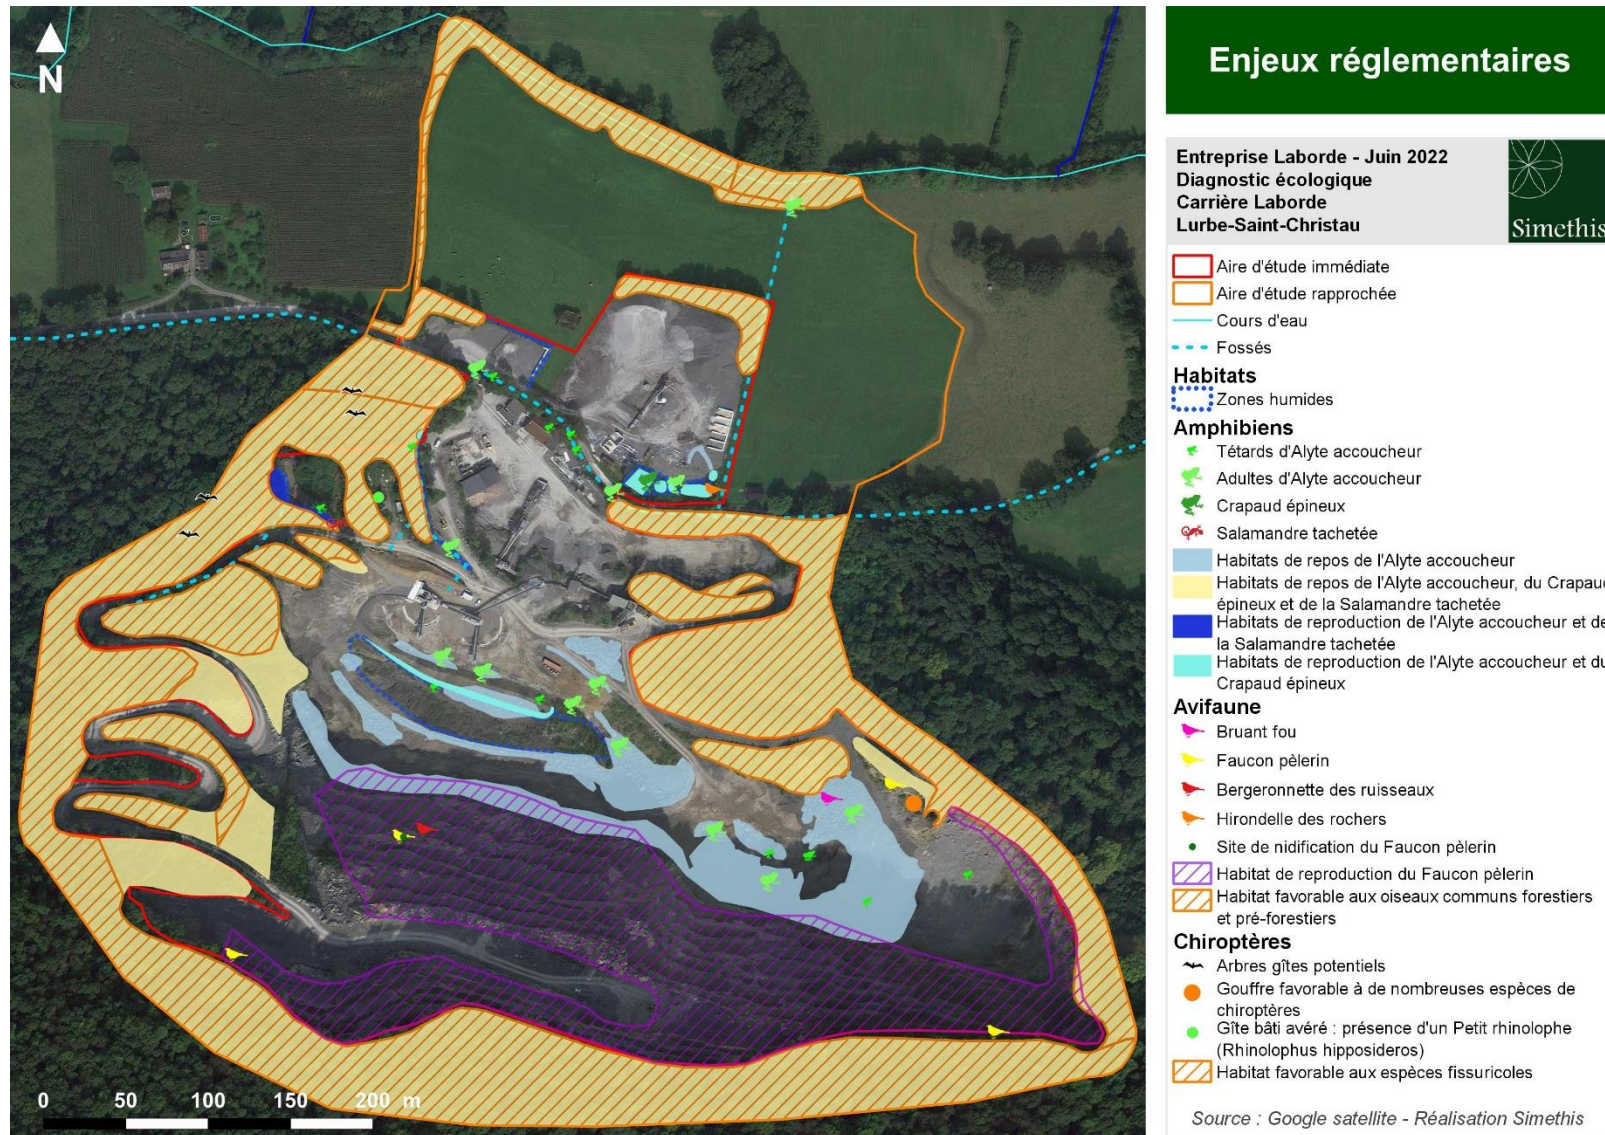 N
0 50 100 150 200 m
Enjeux réglementaires
Entreprise Laborde - Juin 2022
Diagnostic écologique
Carrière Laborde
Lurbe-Saint-Christau
Simethis
Aire d'étude immédiate
Aire d'étude rapprochée
Cours d'eau
Fossés
Habitats
Zones humides
Amphibiens
Tétards d'Alyte accoucheur
Adultes d'Alyte accoucheur
Crapaud épineux
Salamandre tachetée
Habitats de repos de l'Alyte accoucheur
Habitats de repos de l'Alyte accoucheur, du Crapaud
épineux et de la Salamandre tachetée
Habitats de reproduction de l'Alyte accoucheur et de
la Salamandre tachetée
Habitats de reproduction de l'Alyte accoucheur et du
Crapaud épineux
Avifaune
Bruant fou
Faucon pèlerin
Bergeronnette des ruisseaux
Hirondelle des rochers
Site de nidification du Faucon pèlerin
Habitat de reproduction du Faucon pèlerin
Habitat favorable aux oiseaux communs forestiers
et pré-forestiers
Chiroptères
Arbres gîtes potentiels
Gouffre favorable à de nombreuses espèces de
chiroptères
Gîte bâti avéré : présence d'un Petit rhinolophe
(Rhinolophus hipposideros)
Habitat favorable aux espèces fissuricoles
Source : Google satellite - Réalisation Simethis